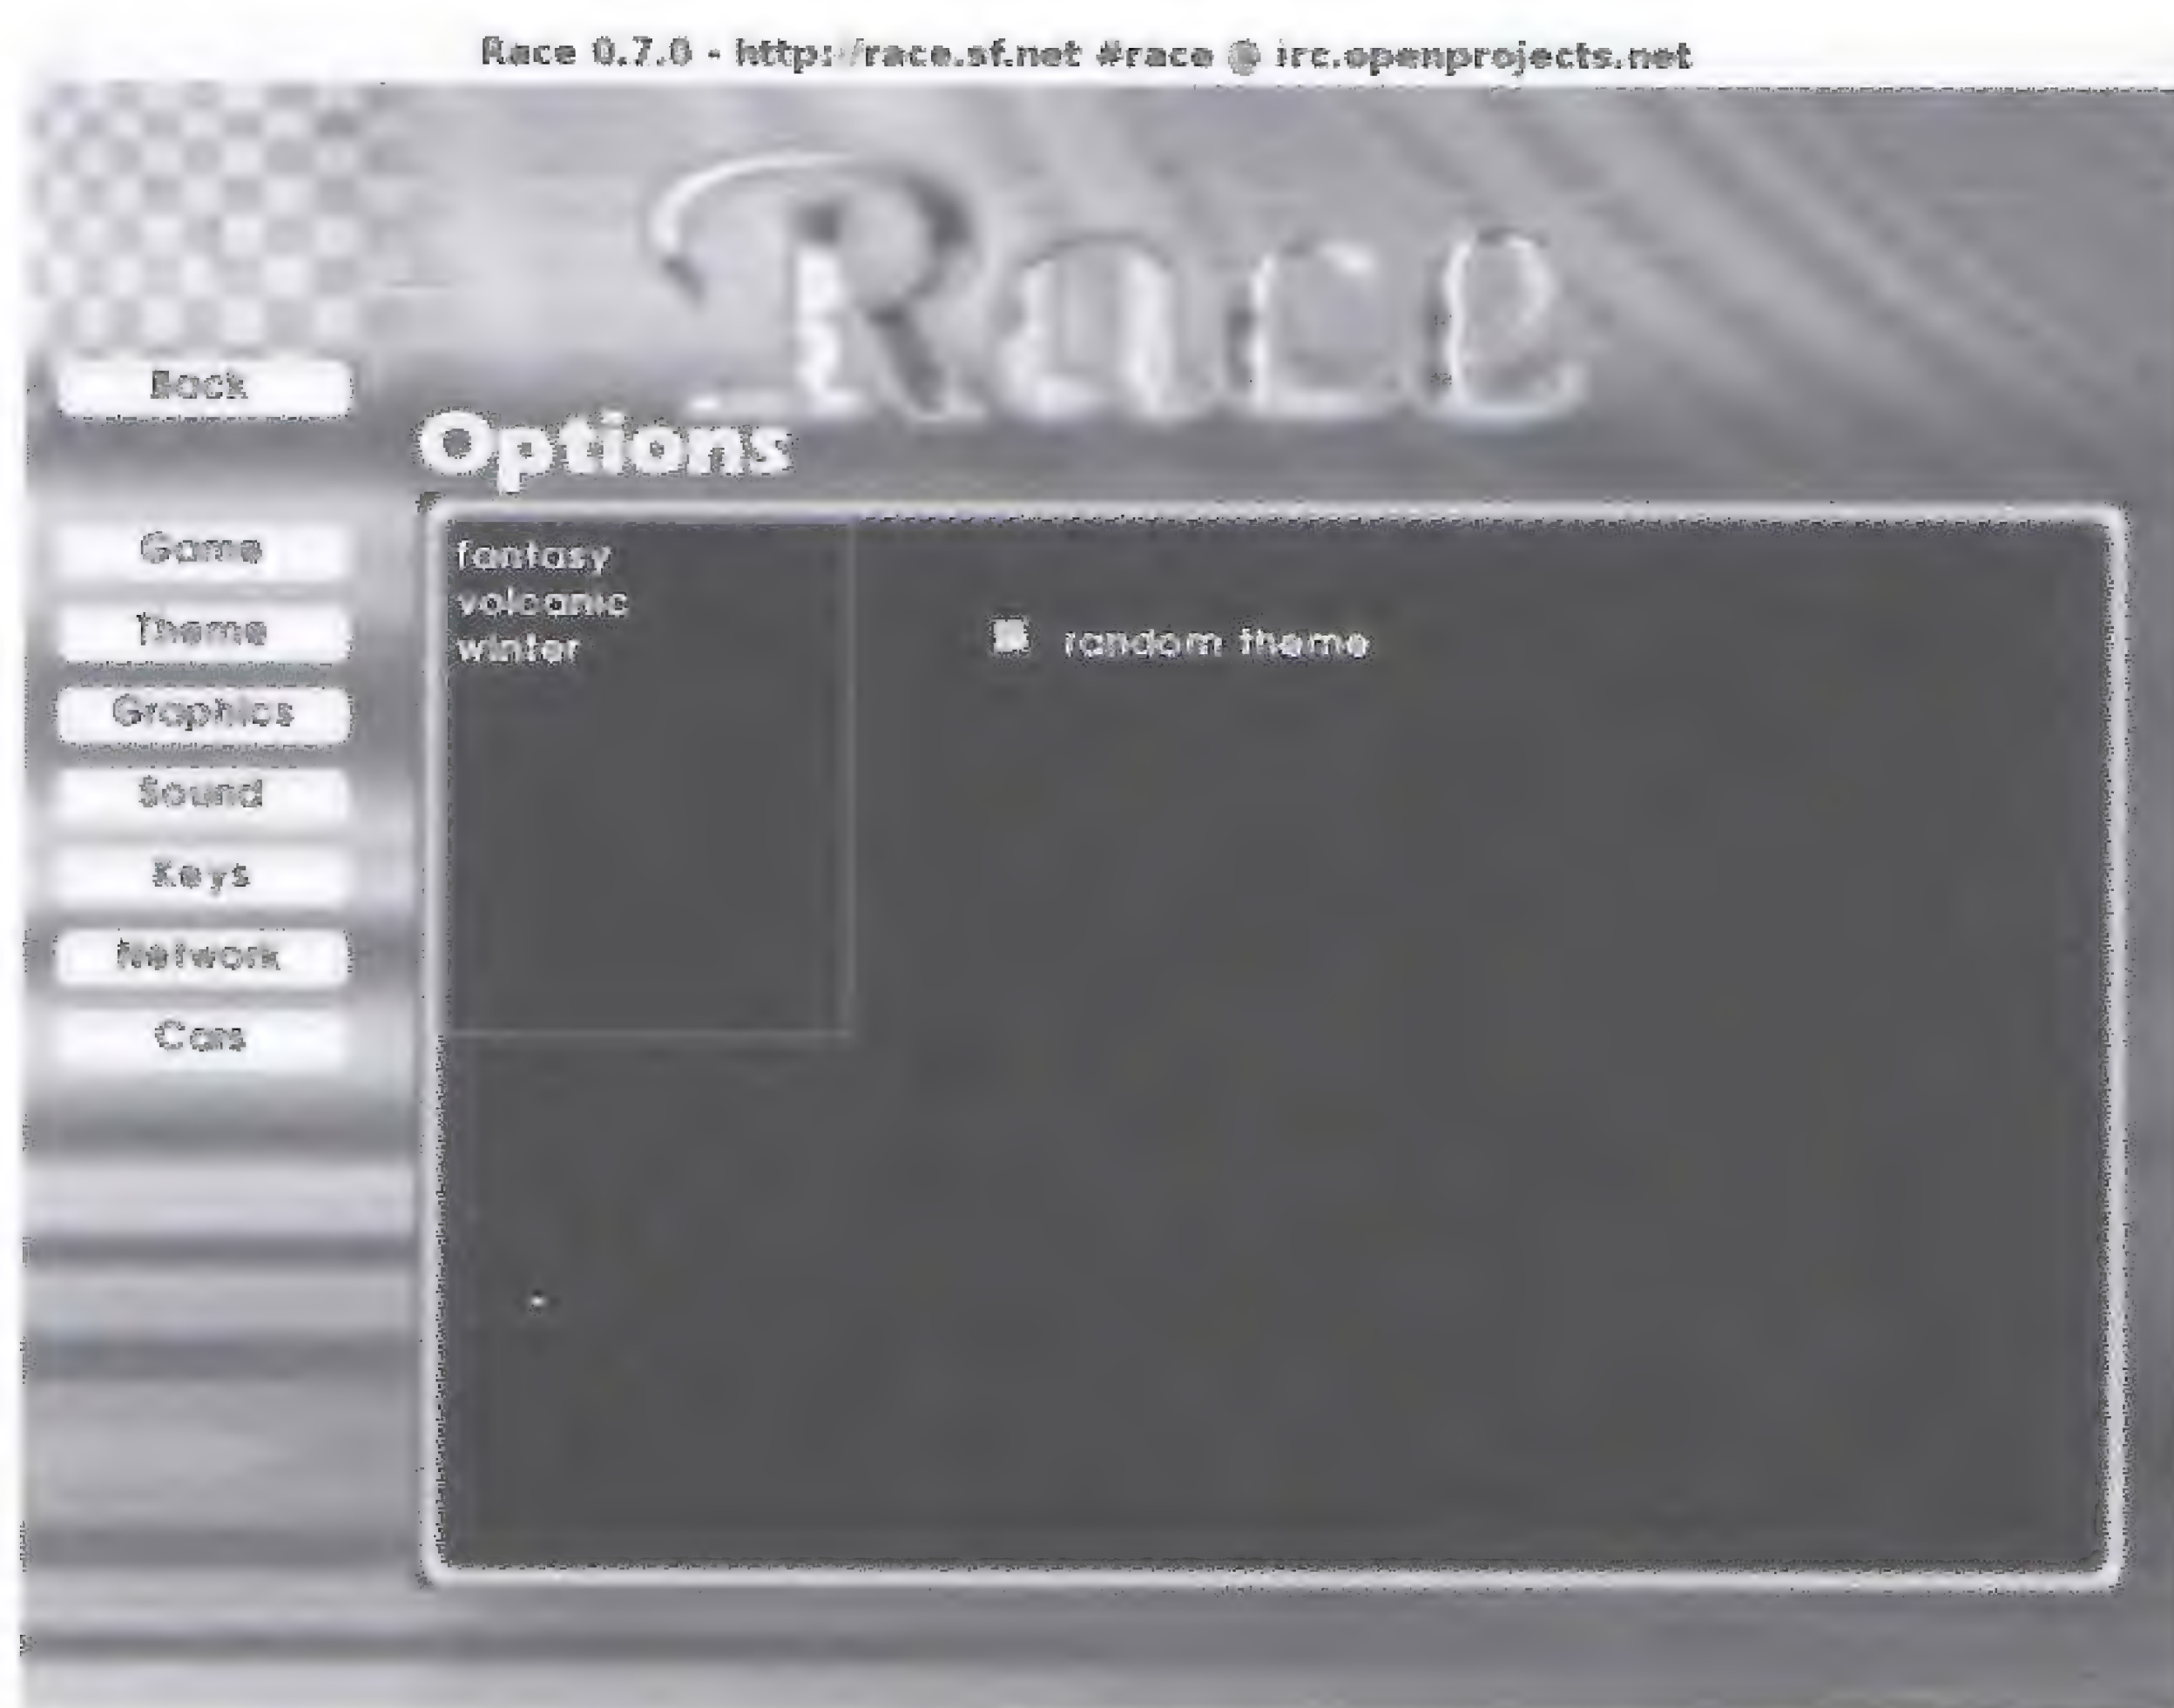 Race 0.7.0 - http://race.sf.net #race @ irc.openprojects.net
Race
Back
Options
Game
Theme
Graphics
Sound
Keys
Network
Cars
fantasy
volcanic
winter
random theme